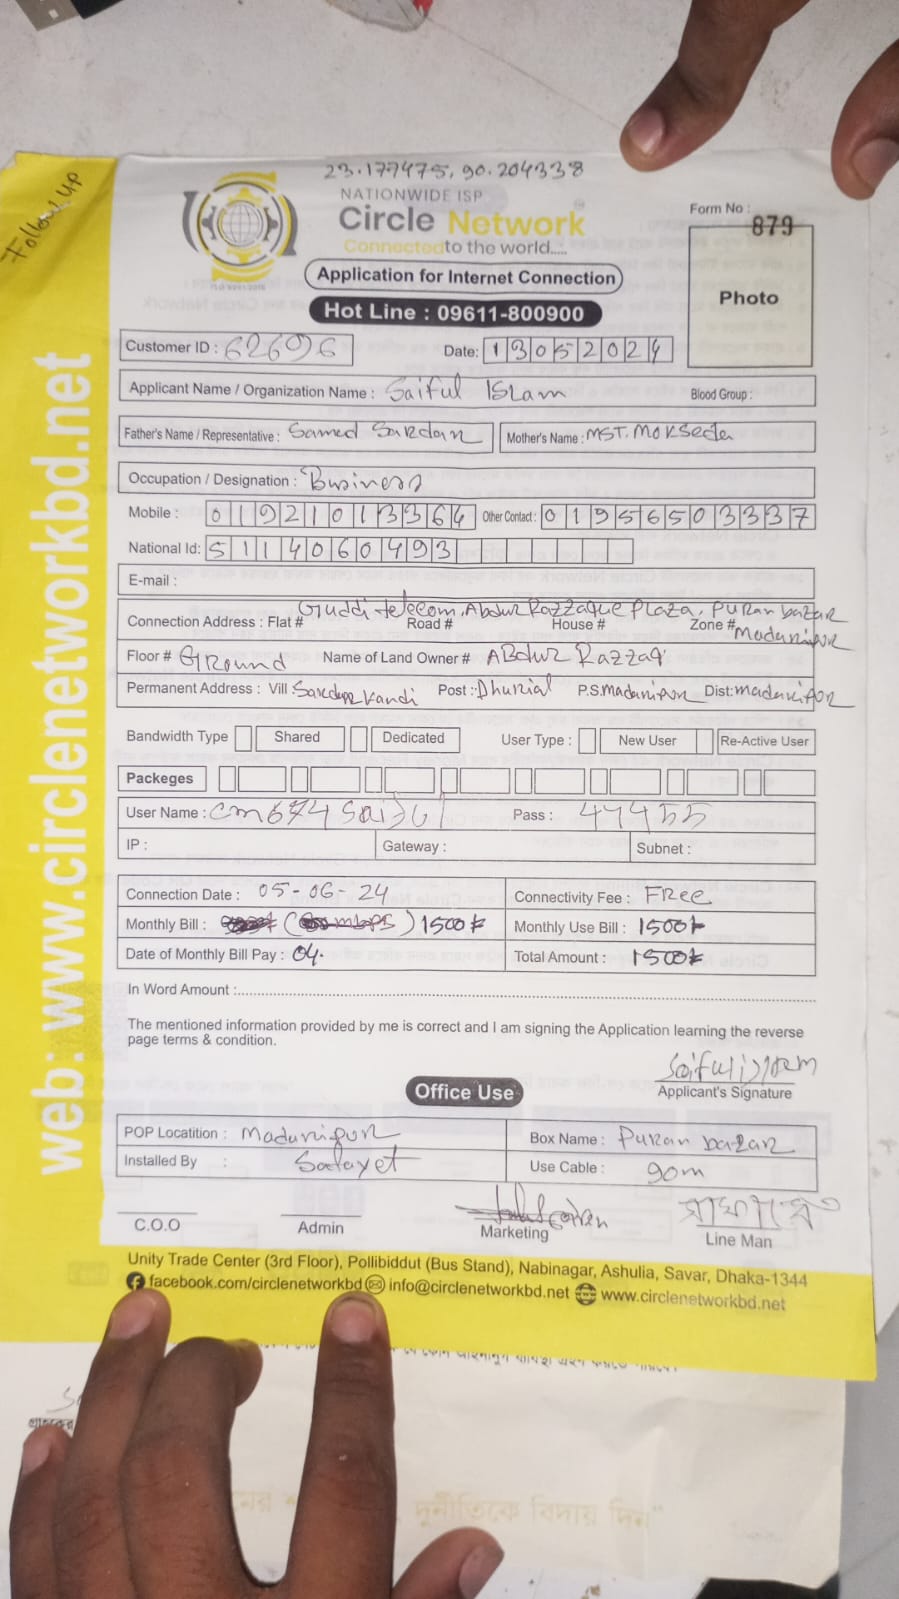 Follow up
23.177475, 90.204338
NATIONWIDE ISP
Circle Network
Connected to the world.....
Application for Internet Connection
Hot Line : 09611-800900
Form No : 879
Photo
Customer ID : 62696
Date: 13052024
Applicant Name / Organization Name : Saiful ISLam Blood Group :
Father's Name / Representative : Samed Sardar Mother's Name : MST. Mokseda
Occupation / Designation : Business
Mobile : 01921013364 Other Contact : 01956503337
National Id: 5114060493
E-mail :
Guddi telecom, Abdur Razzaque Plaza, Puran bazar
Connection Address : Flat # Road # House # Zone # Madaripur
Floor # Ground Name of Land Owner # ABdur Razzaq
Permanent Address : Vill Sardar kandi Post : Dhurial P.S. Madaripur Dist: madaripur
Bandwidth Type Shared Dedicated User Type : New User Re-Active User
Packeges
User Name : cm674 Saiful Pass : 47455
IP : Gateway : Subnet :
Connection Date : 05-06-24 Connectivity Fee : FRee
Monthly Bill : ( mbps) 1500৳ Monthly Use Bill : 1500৳
Date of Monthly Bill Pay : 04. Total Amount : 1500৳
In Word Amount :
The mentioned information provided by me is correct and I am signing the Application learning the reverse
page terms & condition.
Saifulislam
Applicant's Signature
Office Use
POP Locatition : Madaripur Box Name : Puran bazar
Installed By : Safayet Use Cable : 90m
C.O.O Admin Marketing Line Man
Unity Trade Center (3rd Floor), Pollibiddut (Bus Stand), Nabinagar, Ashulia, Savar, Dhaka-1344
facebook.com/circlenetworkbd info@circlenetworkbd.net www.circlenetworkbd.net
web: www.circlenetworkbd.net
দুর্নীতিকে বিদায় দিন"